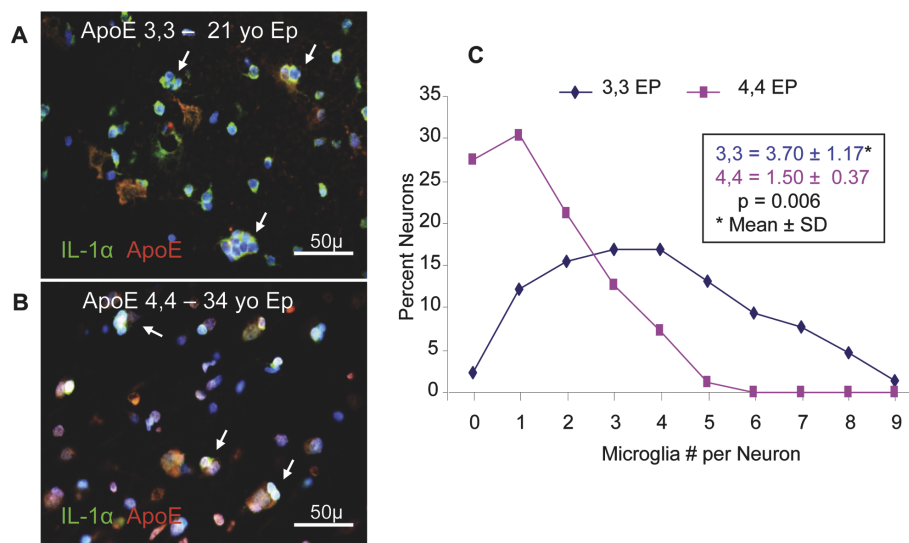 A
ApoE 3,3 – 21 yo Ep
IL-1α ApoE
50µ
B
ApoE 4,4 – 34 yo Ep
IL-1α ApoE
50µ
C
3,3 EP
4,4 EP
3,3 = 3.70 ± 1.17*
4,4 = 1.50 ± 0.37
p = 0.006
* Mean ± SD
Percent Neurons
35
30
25
20
15
10
5
0
0 1 2 3 4 5 6 7 8 9
Microglia # per Neuron